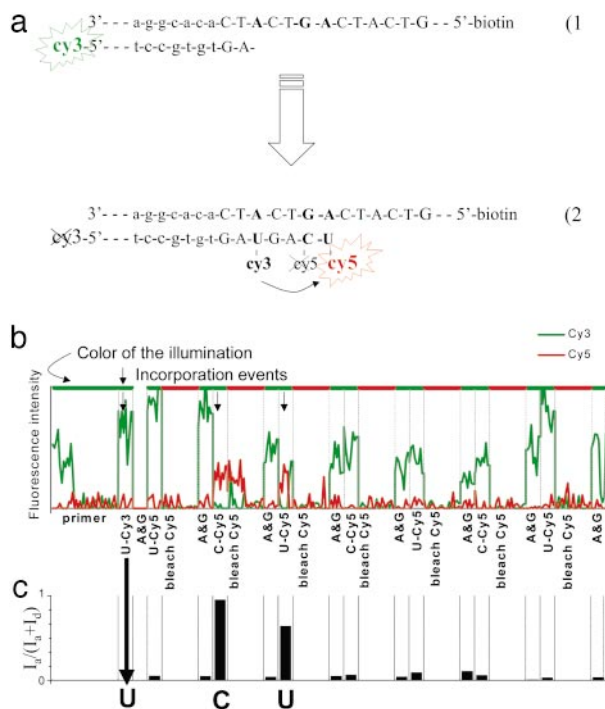 a
3’- - - a-g-g-c-a-c-a-C-T-A-C-T-G-A-C-T-A-C-T-G - - 5’-biotin (1
cy3-5’- - - t-c-c-g-t-g-t-G-A-
3’- - - a-g-g-c-a-c-a-C-T-A-C-T-G-A-C-T-A-C-T-G - - 5’-biotin (2
cy3-5’- - - t-c-c-g-t-g-t-G-A-U-G-A-C-U
cy3 cy5 cy5
b
Cy3
Cy5
Color of the illumination
Incorporation events
Fluorescence intensity
primer
U-Cy3
A&G
U-Cy5
bleach Cy5
A&G
C-Cy5
bleach Cy5
A&G
U-Cy5
bleach Cy5
A&G
C-Cy5
bleach Cy5
A&G
U-Cy5
bleach Cy5
A&G
C-Cy5
bleach Cy5
A&G
U-Cy5
bleach Cy5
A&G
c
Ia/(Ia+Id)
1
0
U C U